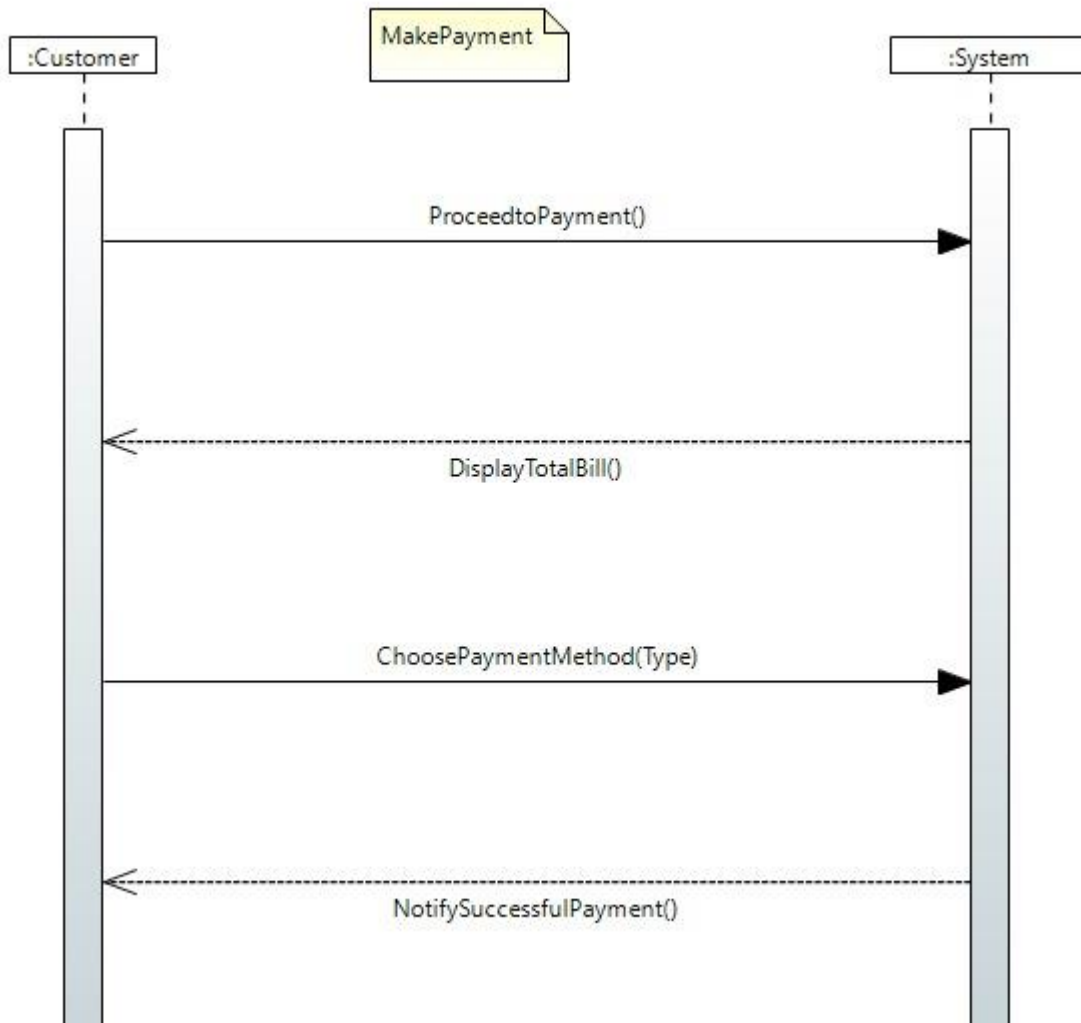 MakePayment
:Customer
:System
ProceedtoPayment()
DisplayTotalBill()
ChoosePaymentMethod(Type)
NotifySuccessfulPayment()